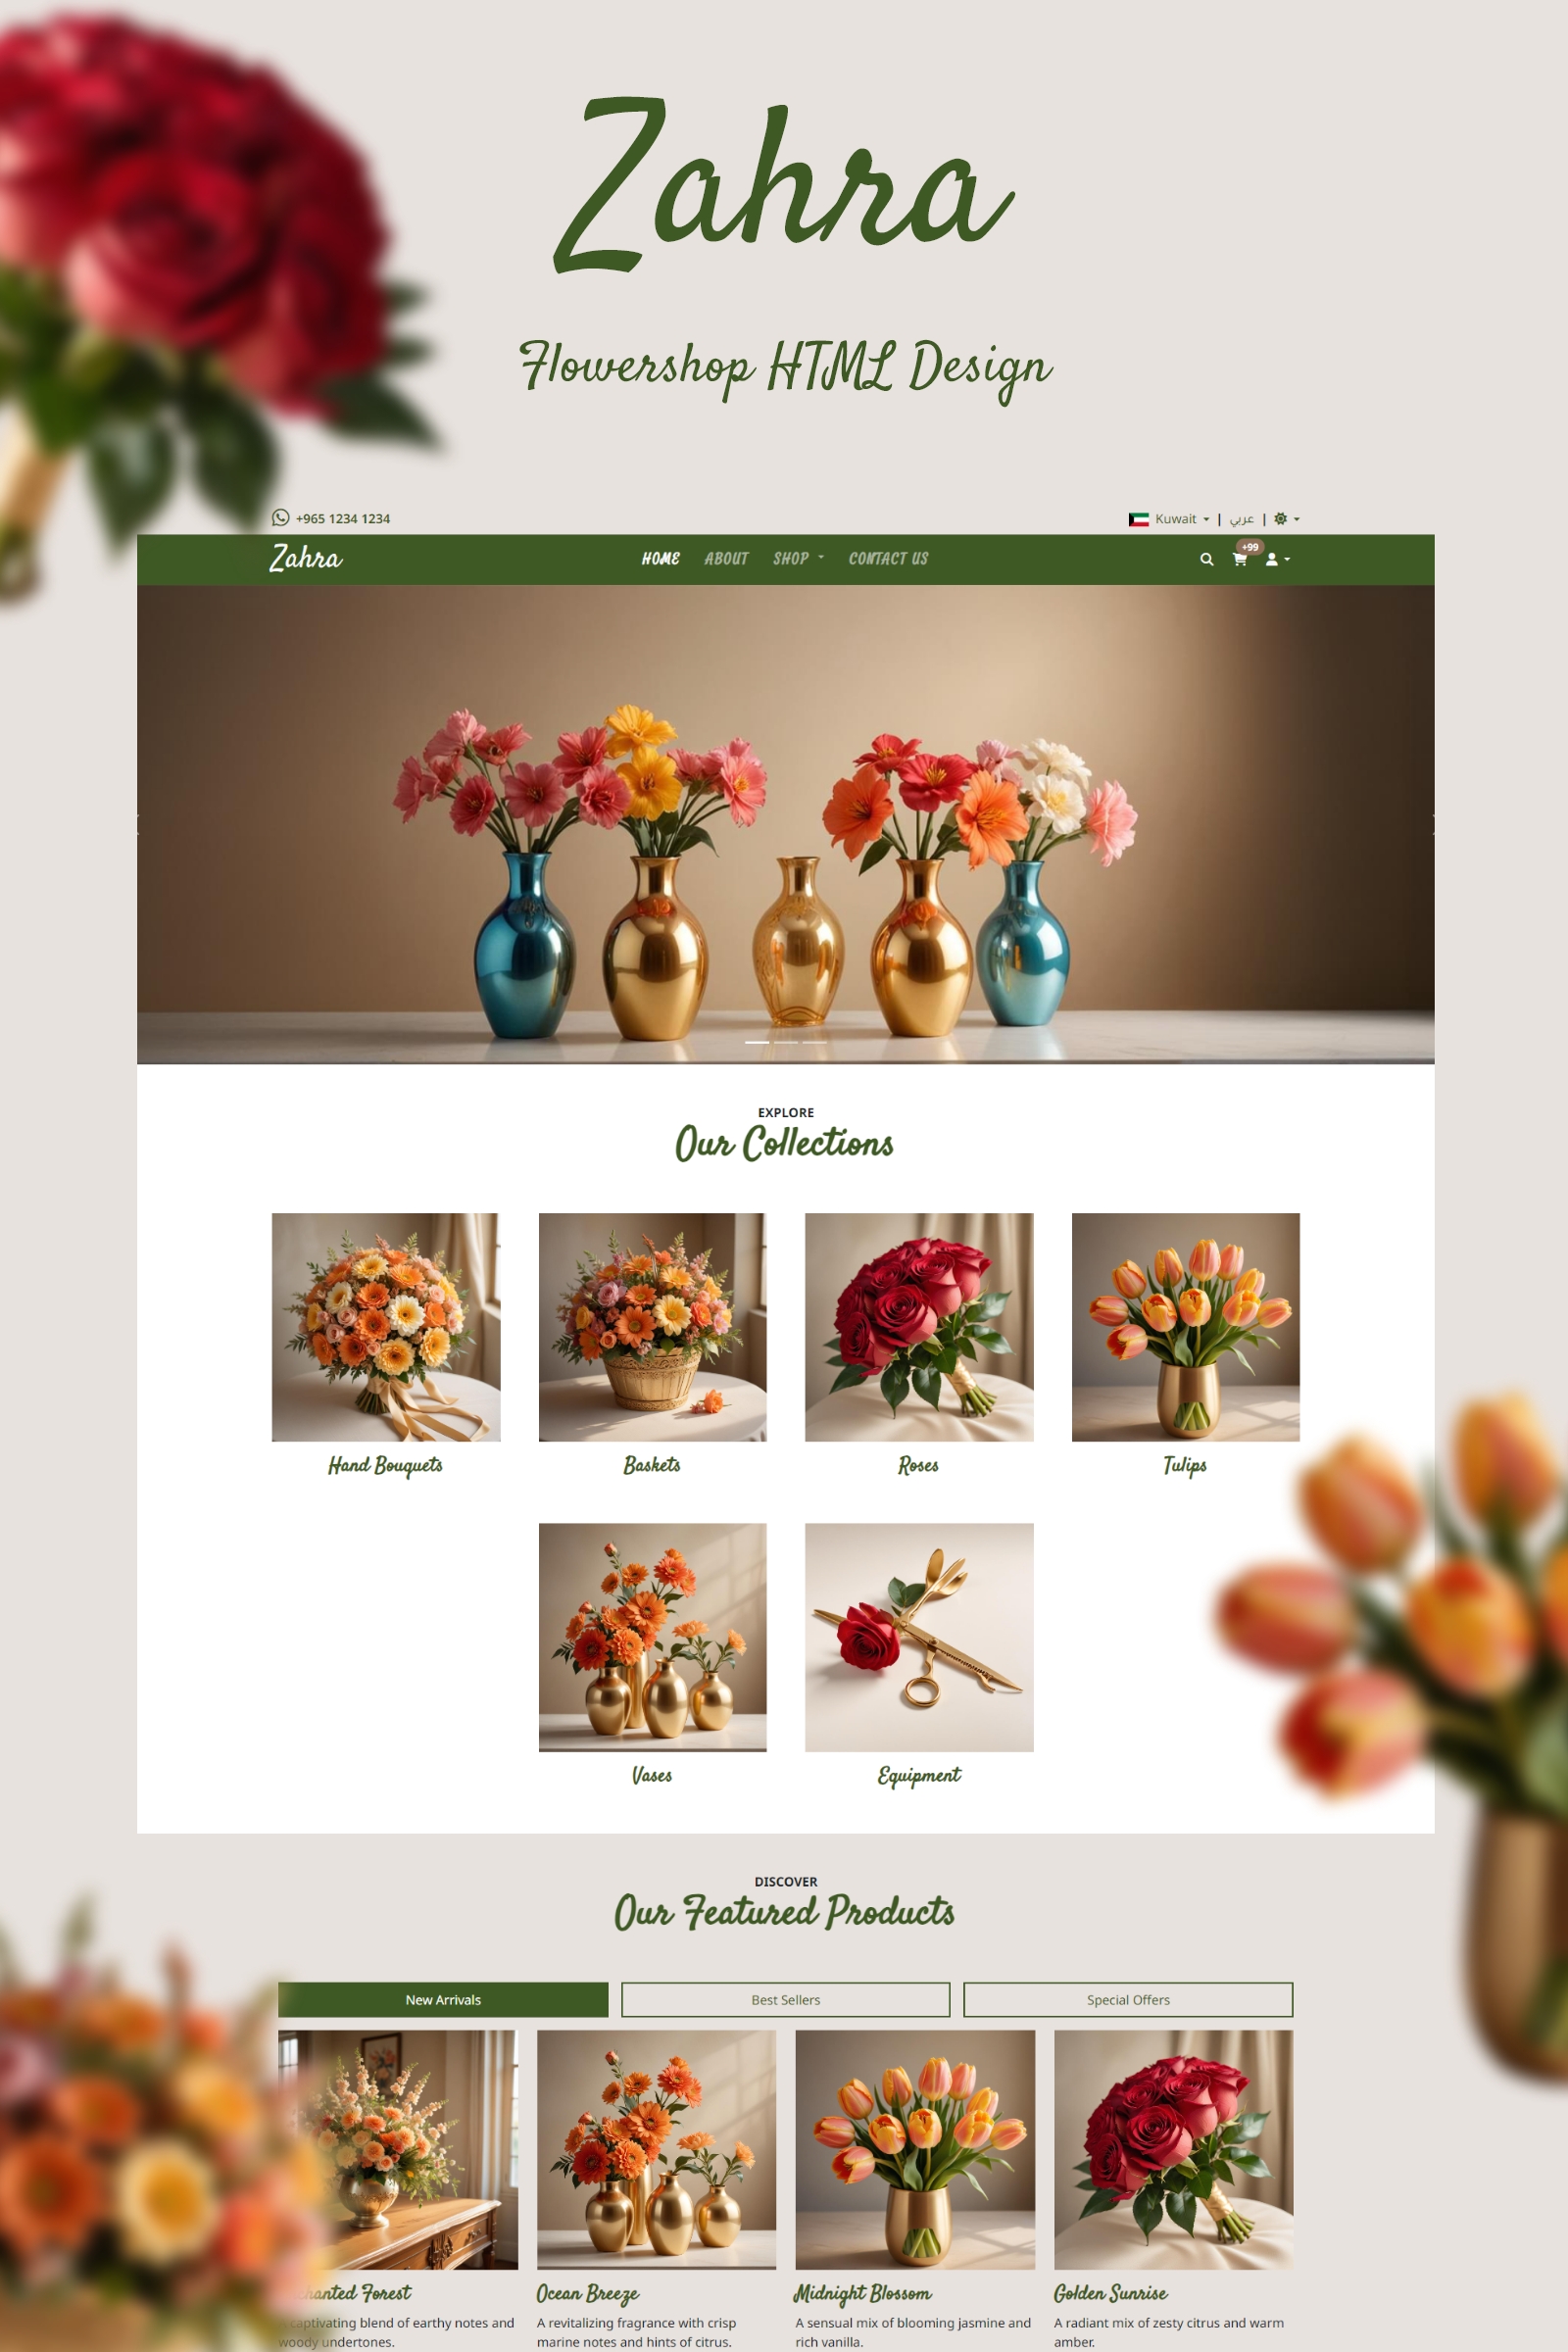 Zahra
Flowershop HTML Design
+965 1234 1234
Kuwait | عربي |
Zahra
HOME ABOUT SHOP CONTACT US
+99
EXPLORE
Our Collections
Hand Bouquets Baskets Roses Tulips
Vases Equipment
DISCOVER
Our Featured Products
New Arrivals Best Sellers Special Offers
Ocean Breeze Midnight Blossom Golden Sunrise
Forest
captivating blend of earthy notes and
woody undertones.
A revitalizing fragrance with crisp
marine notes and hints of citrus.
A sensual mix of blooming jasmine and
rich vanilla.
A radiant mix of zesty citrus and warm
amber.